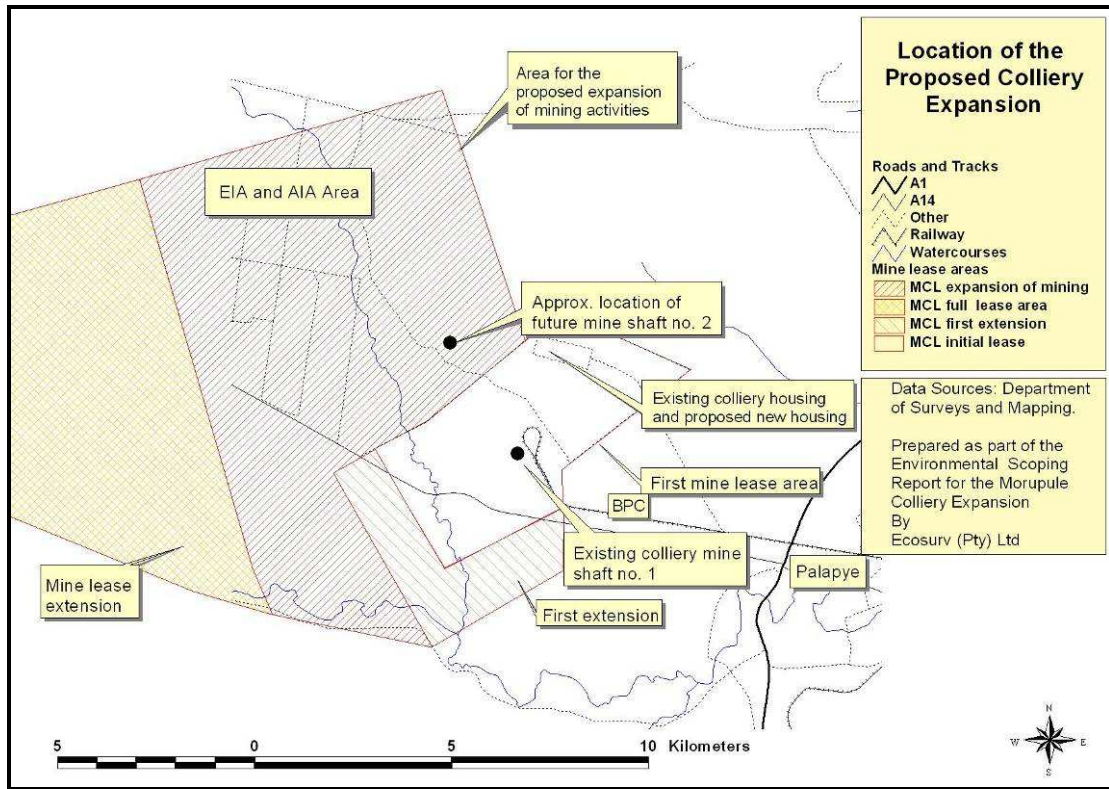 Location of the
Proposed Colliery
Expansion
Roads and Tracks
A1
A14
Other
Railway
Watercourses
Mine lease areas
MCL expansion of mining
MCL full lease area
MCL first extension
MCL initial lease
Data Sources: Department
of Surveys and Mapping.
Prepared as part of the
Environmental Scoping
Report for the Morupule
Colliery Expansion
By
Ecosurv (Pty) Ltd
Area for the
proposed expansion
of mining activities
EIA and AIA Area
Approx. location of
future mine shaft no. 2
Existing colliery housing
and proposed new housing
First mine lease area
BPC
Existing colliery mine
shaft no. 1
Palapye
Mine lease
extension
First extension
5 0 5 10 Kilometers
N
W E
S